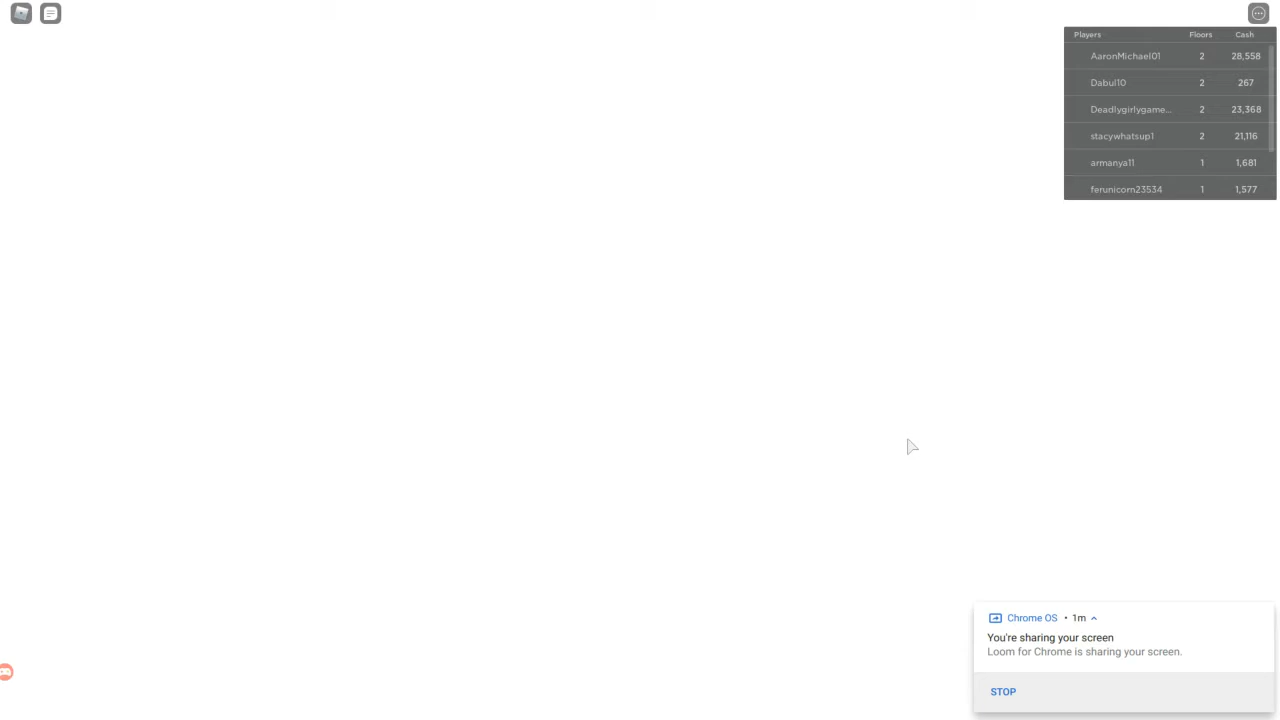 Players Floors Cash
AaronMichael01 2 28,558
Dabul10 2 267
Deadlygirlygame... 2 23,368
stacywhatsup1 2 21,116
armanya11 1 1,681
ferunicorn23534 1 1,577
Chrome OS • 1m
You're sharing your screen
Loom for Chrome is sharing your screen.
STOP